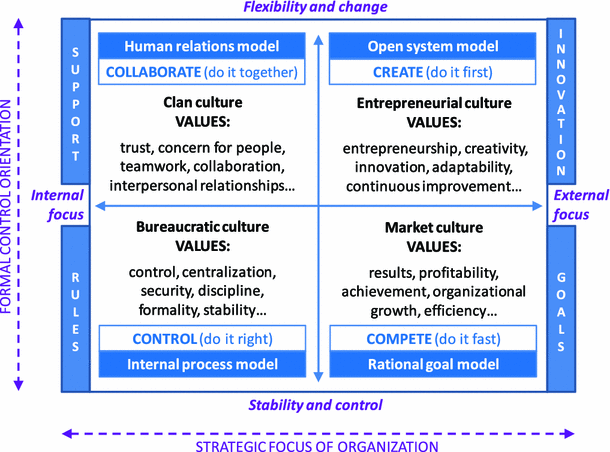 Flexibility and change
FORMAL CONTROL ORIENTATION
SUPPORT
Human relations model
COLLABORATE (do it together)
Clan culture
VALUES:
trust, concern for people,
teamwork, collaboration,
interpersonal relationships...
Open system model
CREATE (do it first)
Entrepreneurial culture
VALUES:
entrepreneurship, creativity,
innovation, adaptability,
continuous improvement...
INNOVATION
Internal
focus
External
focus
RULES
Bureaucratic culture
VALUES:
control, centralization,
security, discipline,
formality, stability...
CONTROL (do it right)
Internal process model
Market culture
VALUES:
results, profitability,
achievement, organizational
growth, efficiency...
COMPETE (do it fast)
Rational goal model
GOALS
Stability and control
STRATEGIC FOCUS OF ORGANIZATION